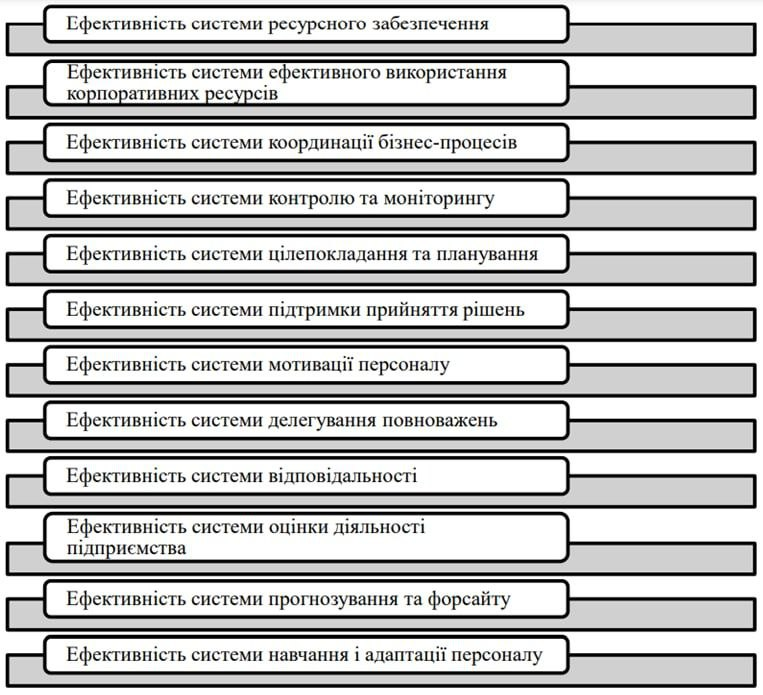 Ефективність системи ресурсного забезпечення
Ефективність системи ефективного використання
корпоративних ресурсів
Ефективність системи координації бізнес-процесів
Ефективність системи контролю та моніторингу
Ефективність системи цілепокладання та планування
Ефективність системи підтримки прийняття рішень
Ефективність системи мотивації персоналу
Ефективність системи делегування повноважень
Ефективність системи відповідальності
Ефективність системи оцінки діяльності
підприємства
Ефективність системи прогнозування та форсайту
Ефективність системи навчання і адаптації персоналу